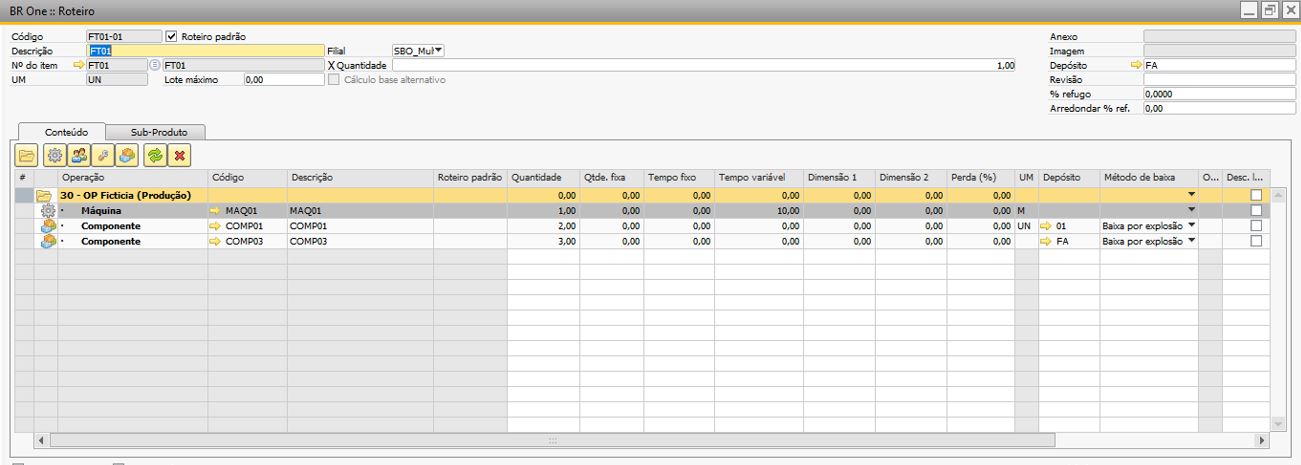 BR One :: Roteiro
Código FT01-01 Roteiro padrão Anexo
Descrição FT01 Filial SBO_Mul Imagem
Nº do item FT01 FT01 X Quantidade 1,00 Depósito FA
UM UN Lote máximo 0,00 Cálculo base alternativo Revisão
% refugo 0,0000
Arredondar % ref. 0,00
Conteúdo Sub-Produto
# Operação Código Descrição Roteiro padrão Quantidade Qtde. fixa Tempo fixo Tempo variável Dimensão 1 Dimensão 2 Perda (%) UM Depósito Método de baixa O... Desc. l...
30 - OP Ficticia (Produção) 0,00 0,00 0,00 0,00 0,00 0,00 0,00
· Máquina MAQ01 MAQ01 1,00 0,00 0,00 10,00 0,00 0,00 0,00 M
· Componente COMP01 COMP01 2,00 0,00 0,00 0,00 0,00 0,00 0,00 UN 01 Baixa por explosão
· Componente COMP03 COMP03 3,00 0,00 0,00 0,00 0,00 0,00 0,00 FA Baixa por explosão